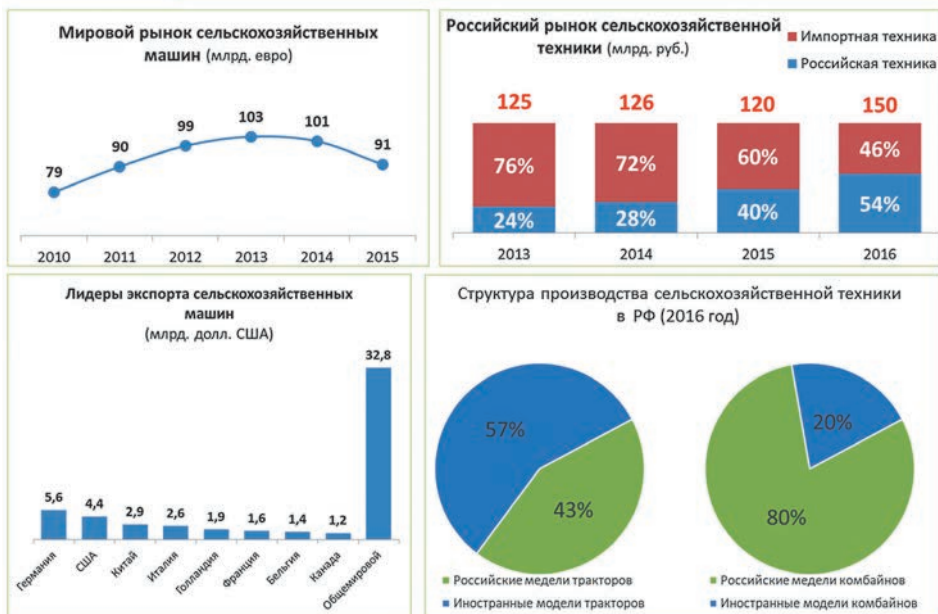 Мировой рынок сельскохозяйственных
машин (млрд. евро)
79
90
99
103
101
91
2010
2011
2012
2013
2014
2015
Российский рынок сельскохозяйственной
техники (млрд. руб.)
Импортная техника
Российская техника
125
126
120
150
76%
72%
60%
46%
24%
28%
40%
54%
2013
2014
2015
2016
Лидеры экспорта сельскохозяйственных
машин
(млрд. долл. США)
32,8
5,6
4,4
2,9
2,6
1,9
1,6
1,4
1,2
Германия
США
Китай
Италия
Голландия
Франция
Бельгия
Канада
Общемировой
Структура производства сельскохозяйственной техники
в РФ (2016 год)
57%
43%
20%
80%
Российские медели тракторов
Иностранные модели тракторов
Российские медели комбайнов
Иностранные модели комбайнов